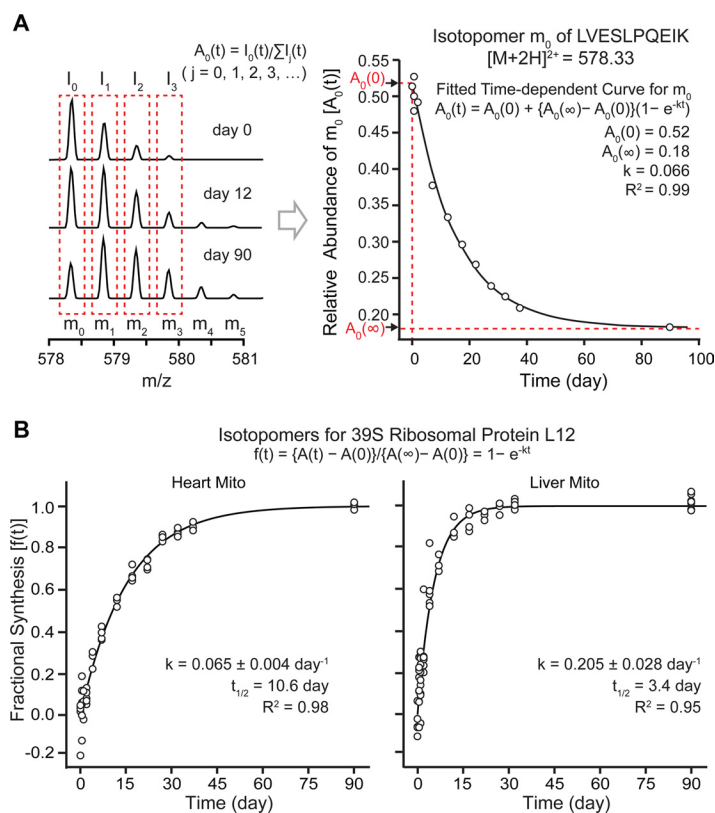 A
A₀(t) = I₀(t)/∑Iⱼ(t)
( j = 0, 1, 2, 3, …)
I₀ I₁ I₂ I₃
day 0
day 12
day 90
m₀ m₁ m₂ m₃ m₄ m₅
578 579 580 581
m/z
Isotopomer m₀ of LVESLPQEIK
[M+2H]²⁺ = 578.33
Fitted Time-dependent Curve for m₀
A₀(t) = A₀(0) + {A₀(∞)− A₀(0)}(1− e⁻ᵏᵗ)
A₀(0) = 0.52
A₀(∞) = 0.18
k = 0.066
R² = 0.99
Relative Abundance of m₀ [A₀(t)]
0.55
A₀(0)
0.50
0.45
0.40
0.35
0.30
0.25
0.20
A₀(∞)
0 20 40 60 80 100
Time (day)
B
Isotopomers for 39S Ribosomal Protein L12
f(t) = {A(t) − A(0)}/{A(∞)− A(0)} = 1− e⁻ᵏᵗ
Heart Mito
Fractional Synthesis [f(t)]
1.0
0.8
0.6
0.4
0.2
0.0
-0.2
k = 0.065 ± 0.004 day⁻¹
t₁/₂ = 10.6 day
R² = 0.98
0 15 30 45 60 75 90
Time (day)
Liver Mito
k = 0.205 ± 0.028 day⁻¹
t₁/₂ = 3.4 day
R² = 0.95
0 15 30 45 60 75 90
Time (day)